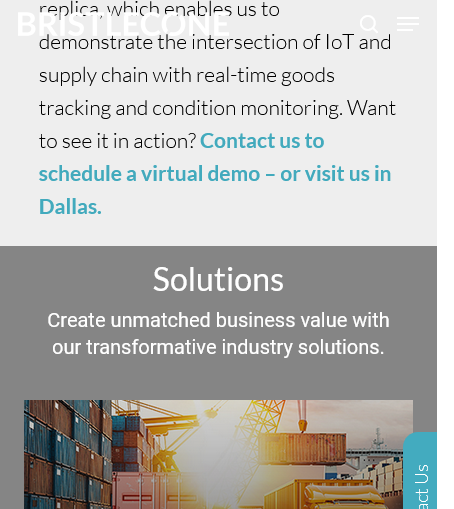 replica, which enables us to
BRISTLECONE
demonstrate the intersection of IoT and
supply chain with real-time goods
tracking and condition monitoring. Want
to see it in action? Contact us to
schedule a virtual demo – or visit us in
Dallas.
Solutions
Create unmatched business value with
our transformative industry solutions.
act Us